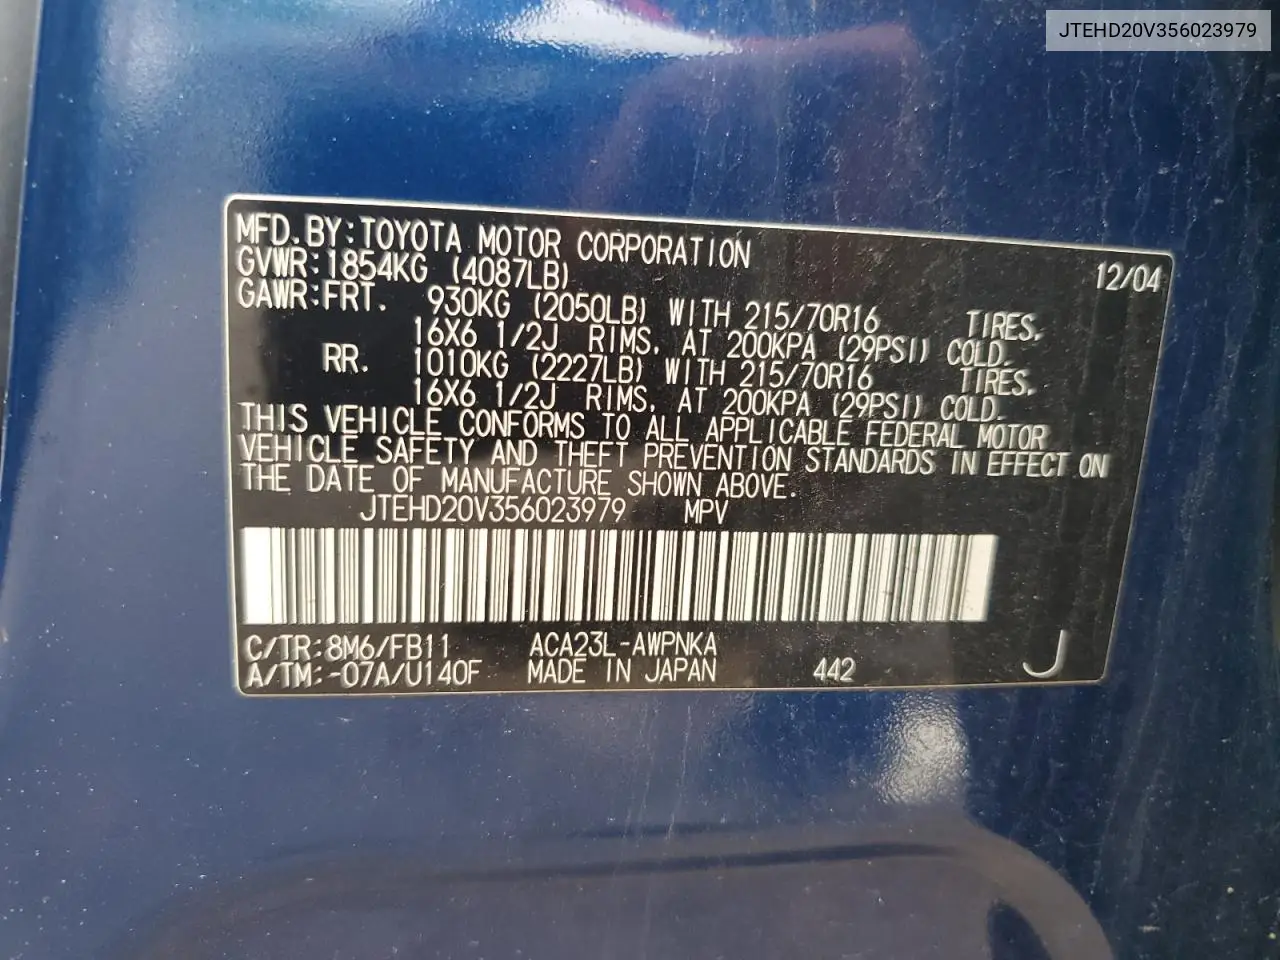 JTEHD20V356023979
MFD.BY:TOYOTA MOTOR CORPORATION 12/04
GVWR:1854KG (4087LB)
GAWR:FRT. 930KG (2050LB) WITH 215/70R16 TIRES,
16X6 1/2J RIMS, AT 200KPA (29PSI) COLD.
RR. 1010KG (2227LB) WITH 215/70R16 TIRES,
16X6 1/2J RIMS, AT 200KPA (29PSI) COLD.
THIS VEHICLE CONFORMS TO ALL APPLICABLE FEDERAL MOTOR
VEHICLE SAFETY AND THEFT PREVENTION STANDARDS IN EFFECT ON
THE DATE OF MANUFACTURE SHOWN ABOVE.
JTEHD20V356023979 MPV
C/TR:8M6/FB11 ACA23L-AWPNKA
A/TM:-07A/U140F MADE IN JAPAN 442 J